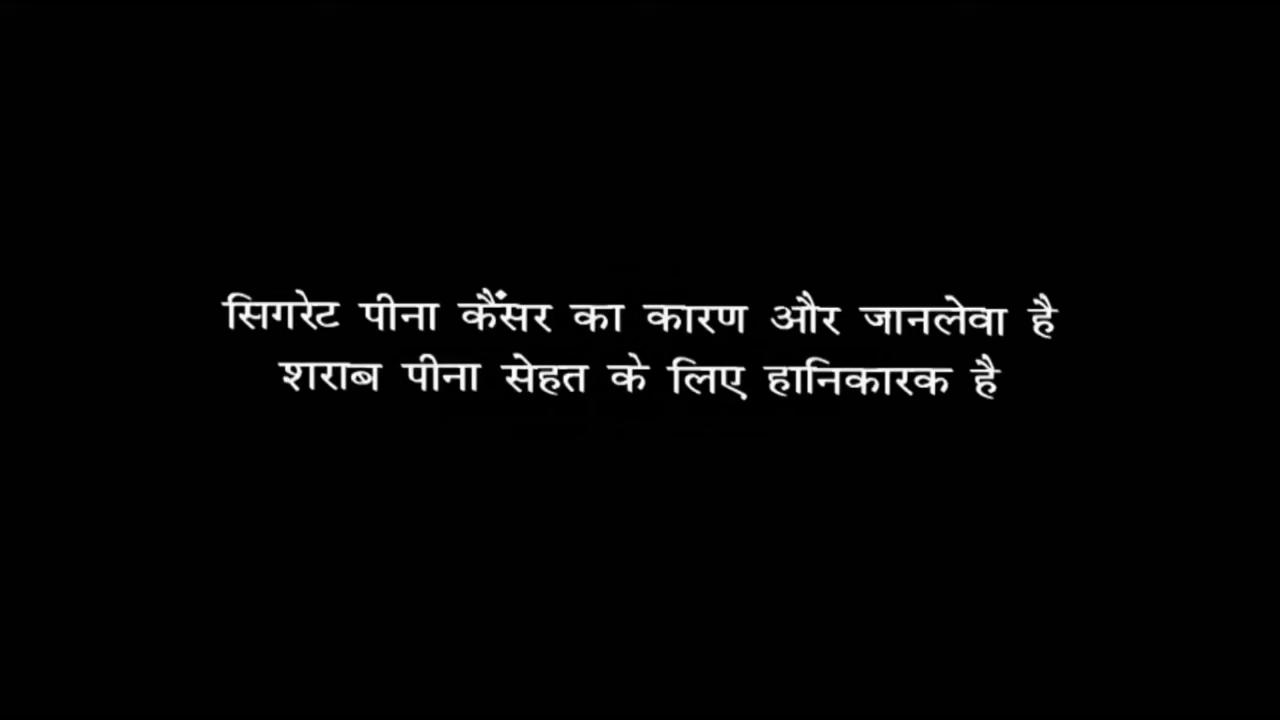 सिगरेट पीना कैंसर का कारण और जानलेवा है
शराब पीना सेहत के लिए हानिकारक है